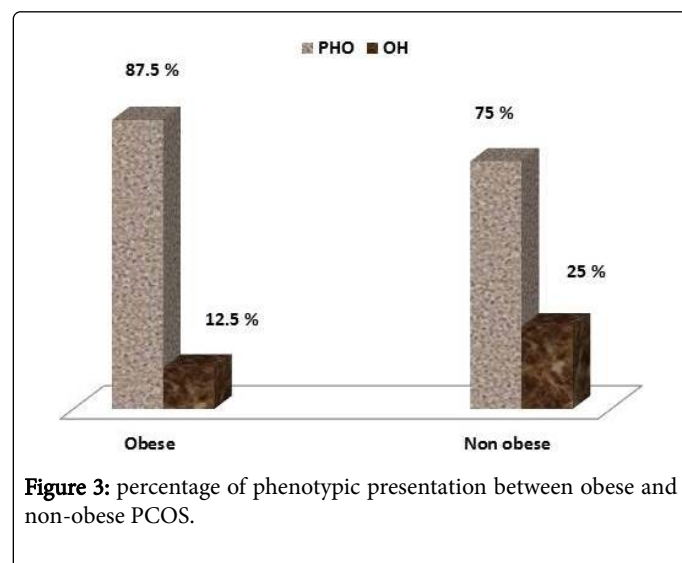 PHO OH
87.5 %
75 %
25 %
12.5 %
Obese Non obese
Figure 3: percentage of phenotypic presentation between obese and
non-obese PCOS.